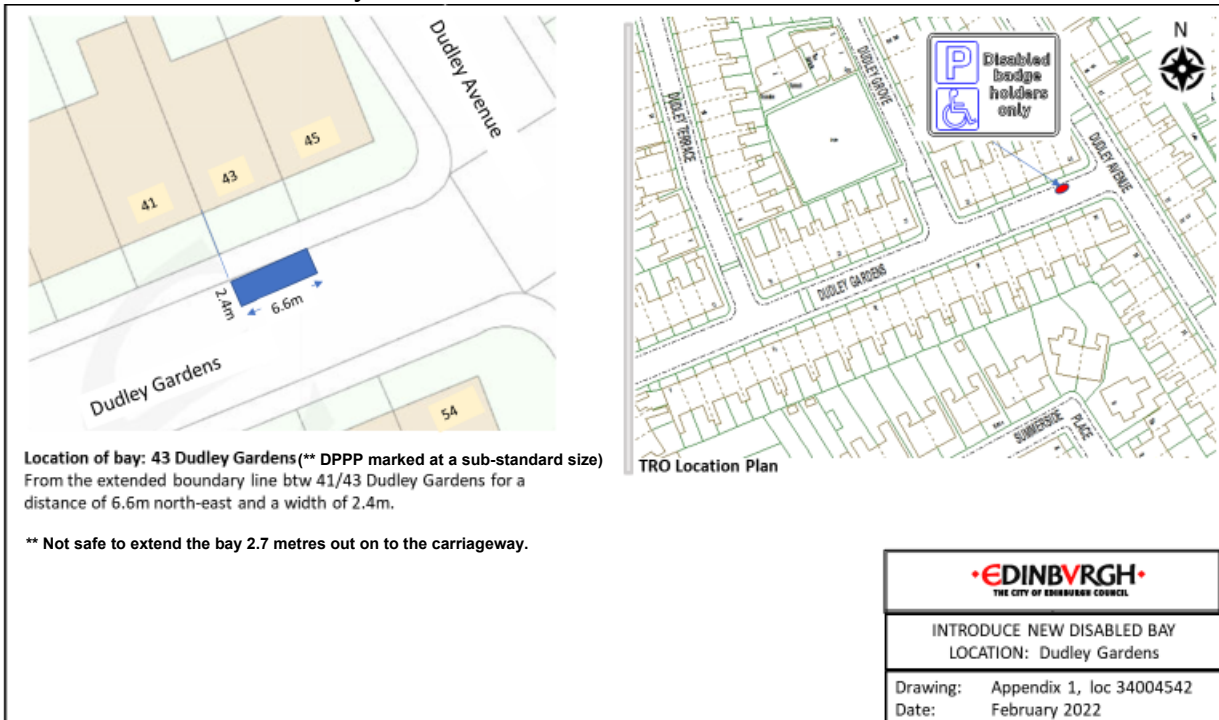 Dudley Avenue
45
43
41
2.4m
6.6m
Dudley Gardens
54
Location of bay: 43 Dudley Gardens(** DPPP marked at a sub-standard size)
From the extended boundary line btw 41/43 Dudley Gardens for a
distance of 6.6m north-east and a width of 2.4m.
** Not safe to extend the bay 2.7 metres out on to the carriageway.
N
P
Disabled
badge
holders
only
DUDLEY GROVE
DUDLEY TERRACE
DUDLEY AVENUE
DUDLEY GARDENS
SUMMERSIDE
PLACE
TRO Location Plan
EDINBVRGH
THE CITY OF EDINBURGH COUNCIL
INTRODUCE NEW DISABLED BAY
LOCATION: Dudley Gardens
Drawing: Appendix 1, loc 34004542
Date: February 2022